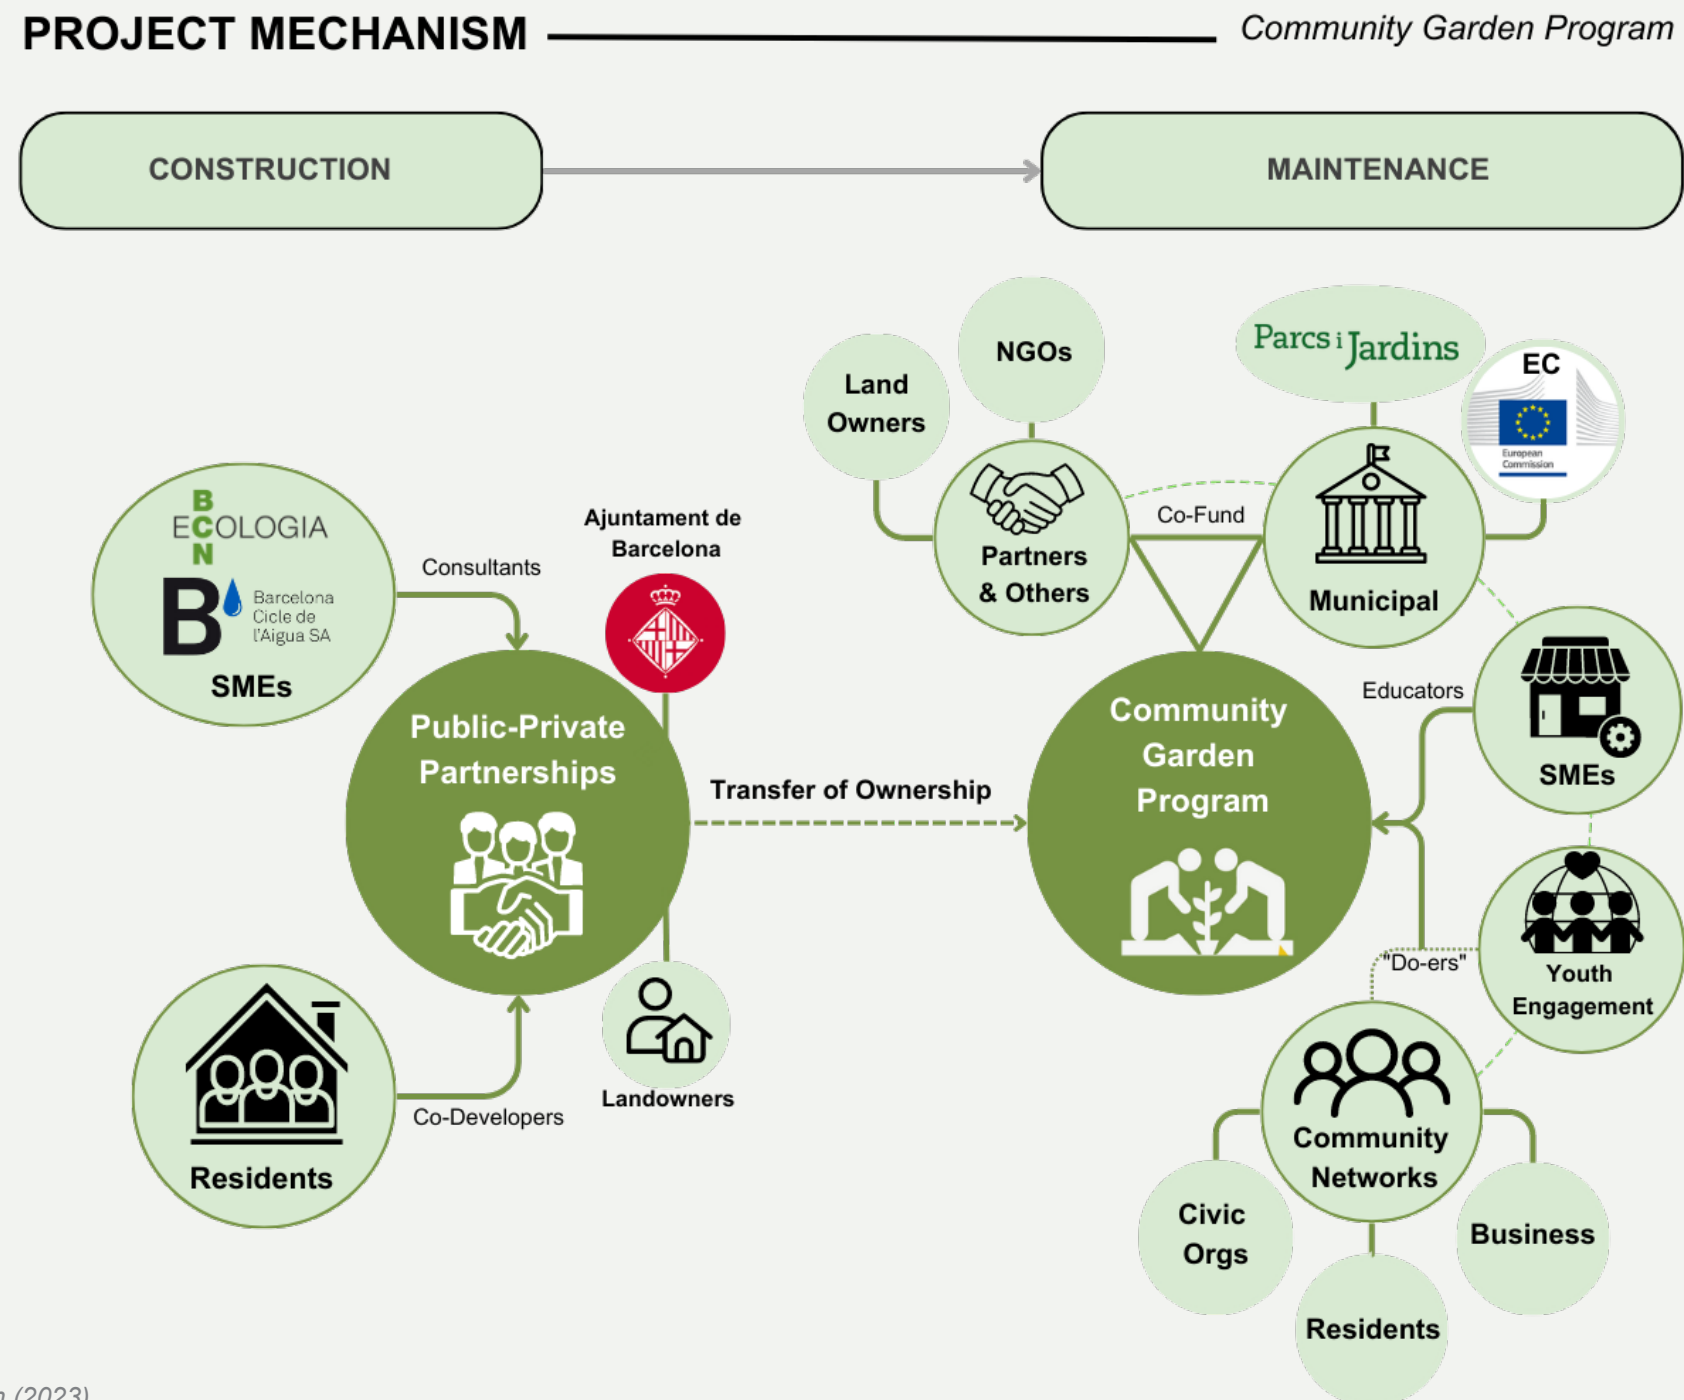 PROJECT MECHANISM
Community Garden Program
CONSTRUCTION
MAINTENANCE
NGOs
Land
Owners
Parcs i Jardins
EC
European
Commission
Partners
& Others
Co-Fund
Municipal
BCN
ECOLOGIA
B
Barcelona
Cicle de
l'Aigua SA
SMEs
Consultants
Ajuntament de
Barcelona
Public-Private
Partnerships
Transfer of Ownership
Community
Garden
Program
Educators
SMEs
"Do-ers"
Youth
Engagement
Residents
Co-Developers
Landowners
Community
Networks
Civic
Orgs
Residents
Business
(2023)